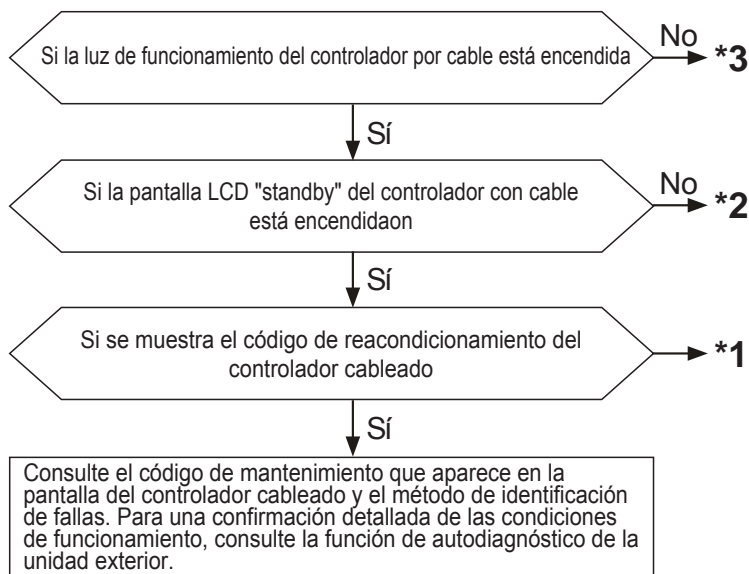 Si la luz de funcionamiento del controlador por cable está encendida
No
*3
Sí
Si la pantalla LCD "standby" del controlador con cable
está encendidaon
No
*2
Sí
Si se muestra el código de reacondicionamiento del
controlador cableado
*1
Sí
Consulte el código de mantenimiento que aparece en la
pantalla del controlador cableado y el método de identificación
de fallas. Para una confirmación detallada de las condiciones
de funcionamiento, consulte la función de autodiagnóstico de la
unidad exterior.